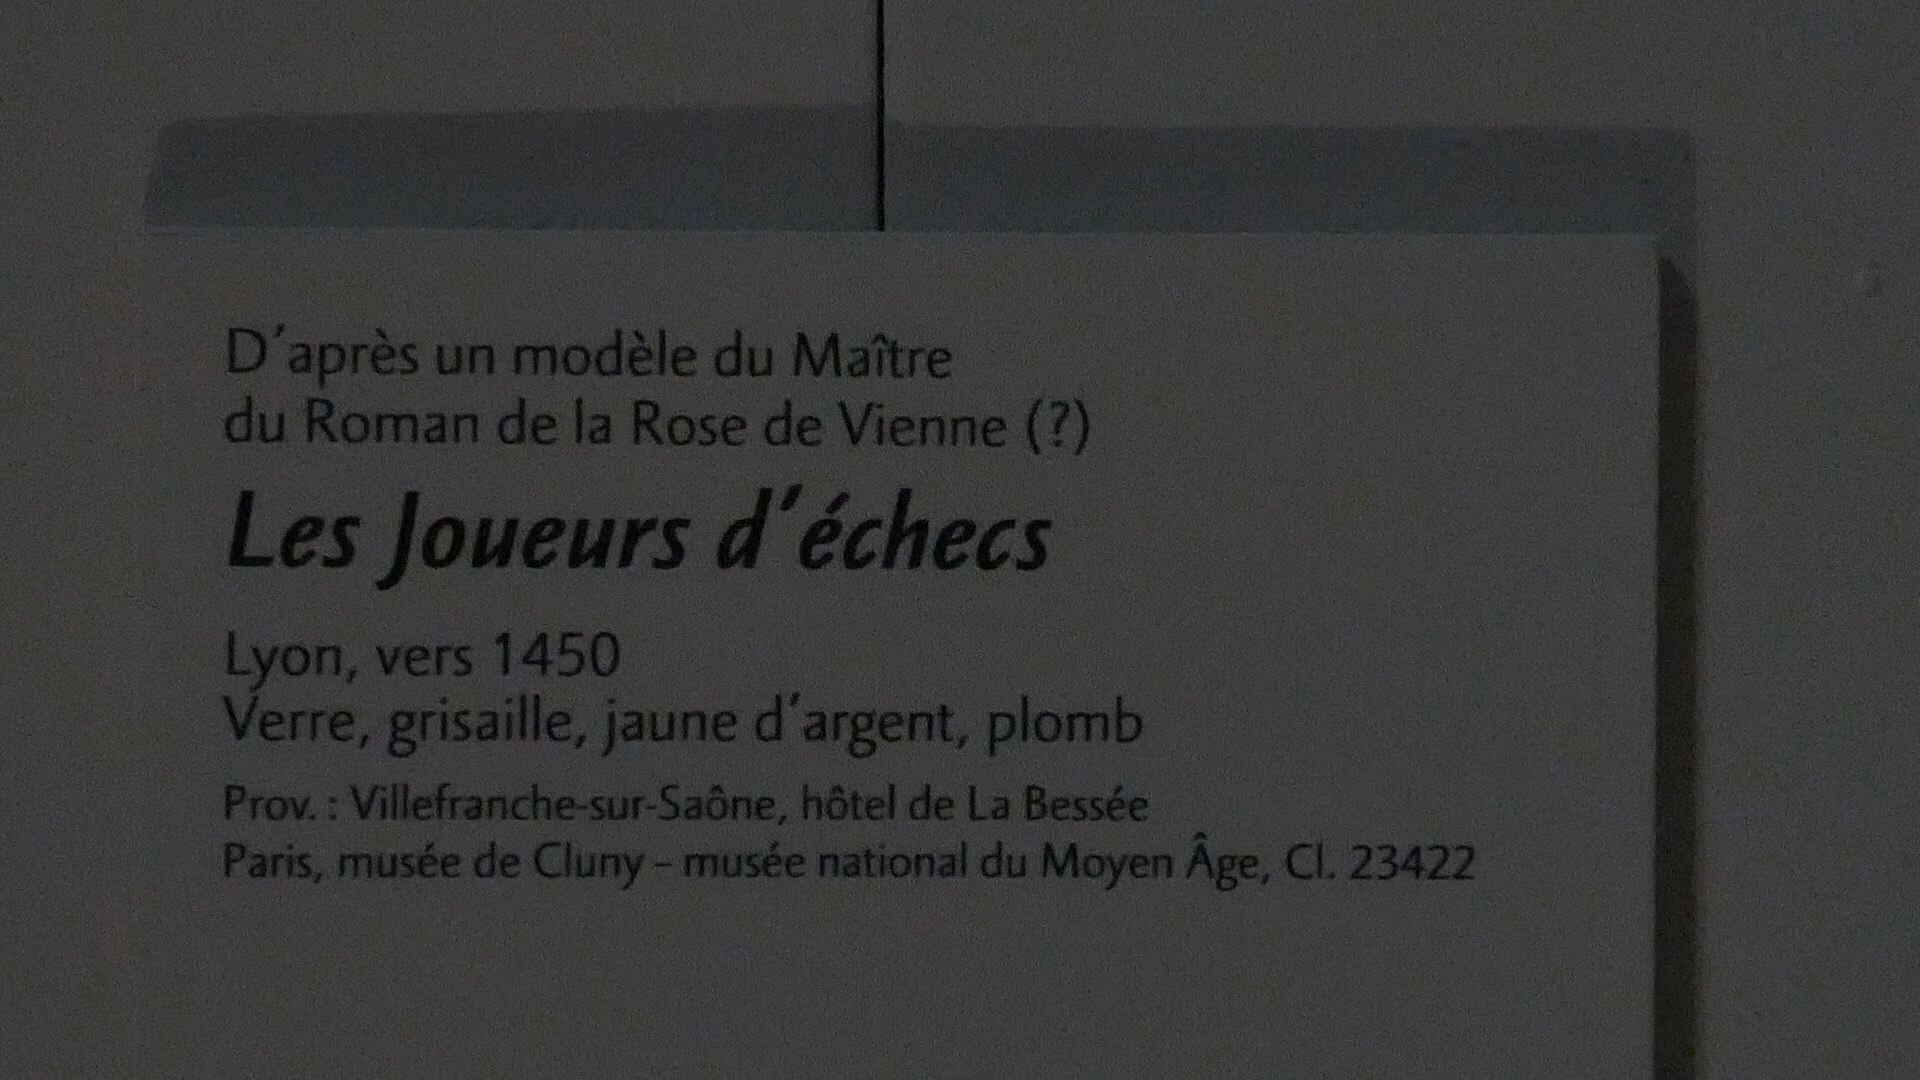 D'après un modèle du Maître
du Roman de la Rose de Vienne (?)
Les Joueurs d'échecs
Lyon, vers 1450
Verre, grisaille, jaune d'argent, plomb
Prov. : Villefranche-sur-Saône, hôtel de La Bessée
Paris, musée de Cluny – musée national du Moyen Âge, Cl. 23422